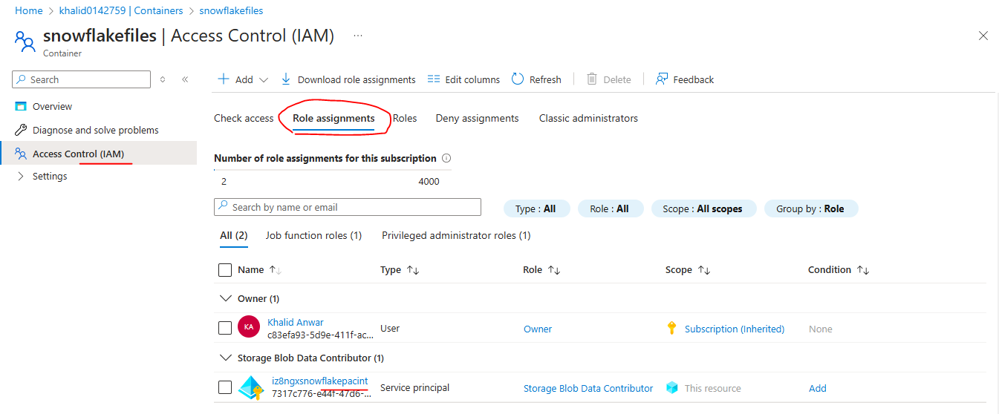 Home > khalid0142759 | Containers > snowflakefiles
snowflakefiles | Access Control (IAM) ...
Container
Search
Add Download role assignments Edit columns Refresh Delete Feedback
Overview
Diagnose and solve problems
Access Control (IAM)
Settings
Check access Role assignments Roles Deny assignments Classic administrators
Number of role assignments for this subscription
2 4000
Search by name or email Type : All Role : All Scope : All scopes Group by : Role
All (2) Job function roles (1) Privileged administrator roles (1)
Name Type Role Scope Condition
Owner (1)
KA Khalid Anwar User Owner Subscription (Inherited) None
c83efa93-5d9e-411f-ac...
Storage Blob Data Contributor (1)
iz8ngxsnowflakepacint Service principal Storage Blob Data Contributor This resource Add
7317c776-e44f-47d6-...